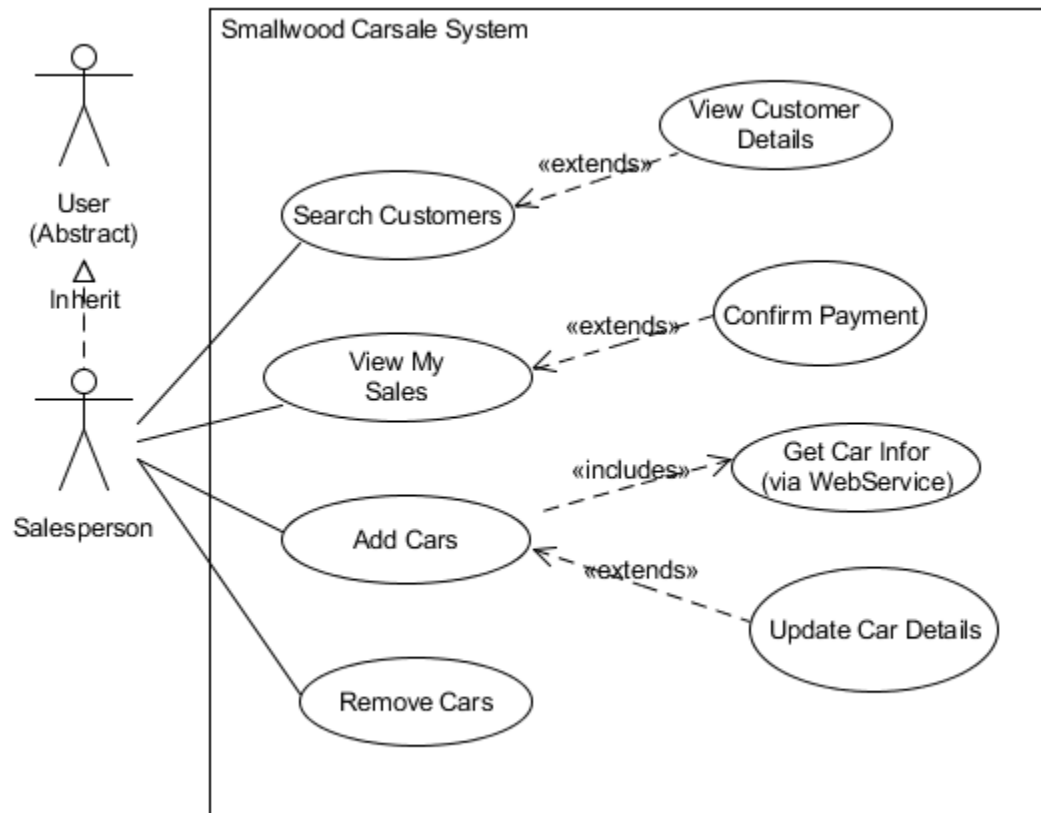 Smallwood Carsale System
View Customer
Details
«extends»
User
(Abstract)
Search Customers
Inherit
«extends»
Confirm Payment
View My
Sales
Get Car Infor
(via WebService)
«includes»
Salesperson
Add Cars
«extends»
Update Car Details
Remove Cars